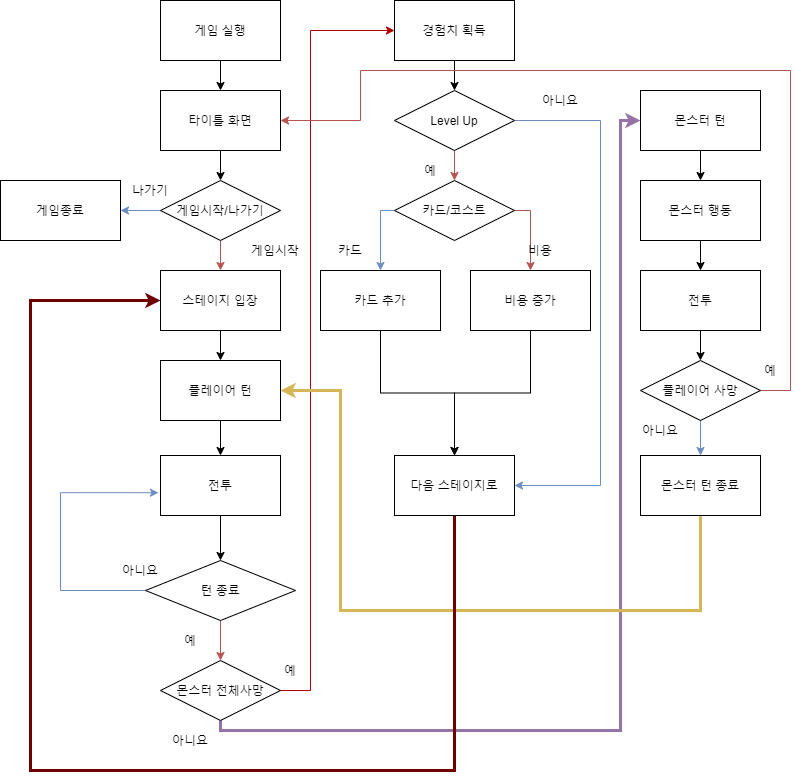 게임 실행
타이틀 화면
나가기
게임종료
게임시작/나가기
게임시작
스테이지 입장
플레이어 턴
전투
아니요
턴 종료
예
몬스터 전체사망
예
아니요
경험치 획득
Level Up
아니요
예
카드/코스트
카드
비용
카드 추가
비용 증가
다음 스테이지로
몬스터 턴
몬스터 행동
전투
플레이어 사망
예
아니요
몬스터 턴 종료